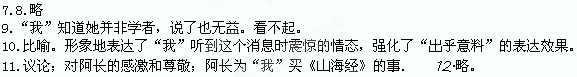 7.8.略
9.“我”知道她并非学者，说了也无益。看不起。
10.比喻。形象地表达了“我”听到这个消息时震惊的情态，强化了“出乎意料”的表达效果。
11.议论；对阿长的感激和尊敬；阿长为“我”买《山海经》的事. 12·略。